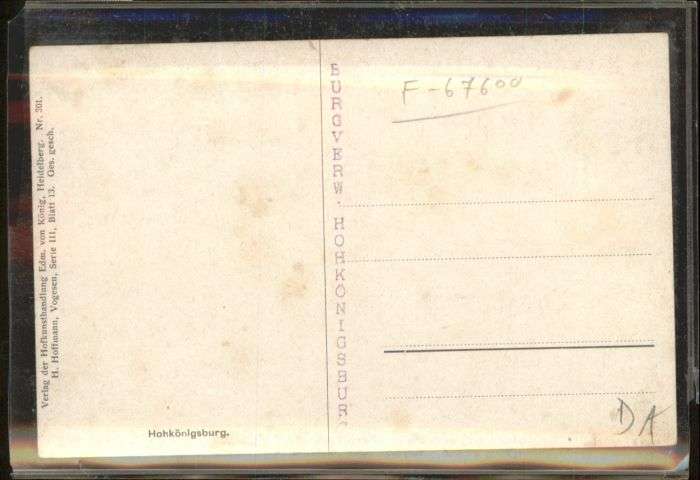 Verlag der Hofkunsthandlung Edm. von König, Heidelberg. Nr. 391.
H. Hoffmann, Vogesen, Serie III, Blatt 13. Ges. gesch.
Hohkönigsburg.
BURGVERW. HOHKÖNIGSBURG
F-67600
DA